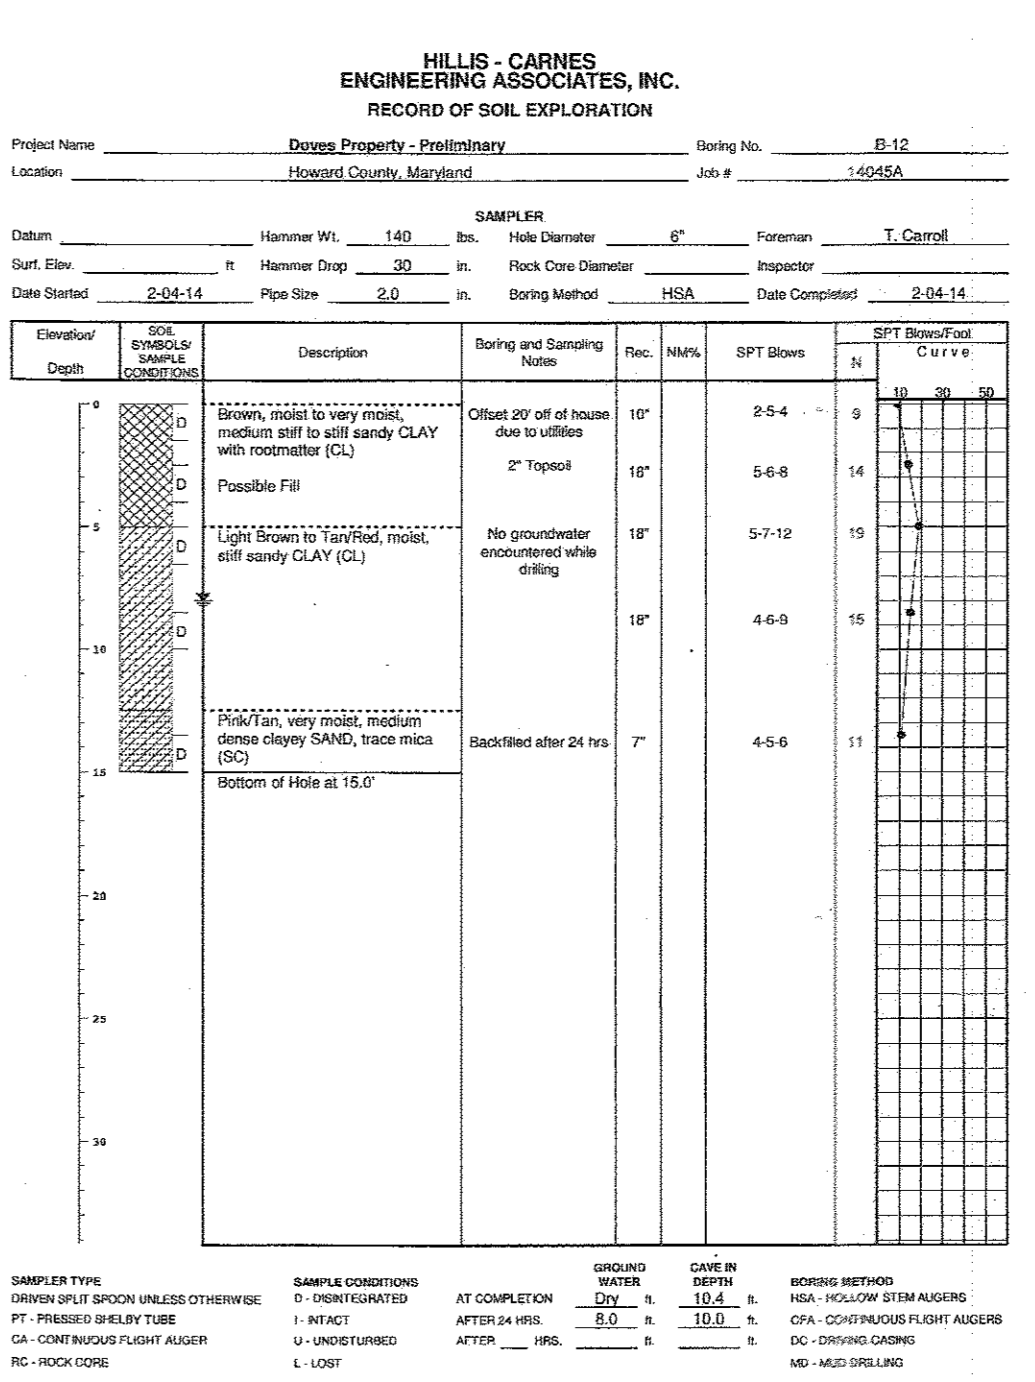 HILLIS - CARNES
ENGINEERING ASSOCIATES, INC.
RECORD OF SOIL EXPLORATION
Project Name Doves Property - Preliminary Boring No. B-12
Location Howard County, Maryland Job # 14045A
SAMPLER
Datum Hammer Wt. 140 lbs. Hole Diameter 6" Foreman T. Carroll
Surf. Elev. ft Hammer Drop 30 in. Rock Core Diameter Inspector
Date Started 2-04-14 Pipe Size 2.0 in. Boring Method HSA Date Completed 2-04-14
Elevation/
Depth
SOIL
SYMBOLS/
SAMPLE
CONDITIONS
Description
Boring and Sampling
Notes
Rec.
NM%
SPT Blows
N
SPT Blows/Foot
Curve
10 30 50
0
D
Brown, moist to very moist,
medium stiff to stiff sandy CLAY
with rootmatter (CL)
Offset 20' off of house
due to utilities
10" 2-5-4 9
D
Possible Fill
2" Topsoil
18" 5-6-8 14
5
D
Light Brown to Tan/Red, moist,
stiff sandy CLAY (CL)
No groundwater
encountered while
drilling
18" 5-7-12 19
D
18" 4-6-9 15
10
D
Pink/Tan, very moist, medium
dense clayey SAND, trace mica
(SC)
Backfilled after 24 hrs
7" 4-5-6 11
15
Bottom of Hole at 15.0'
20
25
30
GROUND CAVE IN
SAMPLER TYPE SAMPLE CONDITIONS WATER DEPTH BORING METHOD
DRIVEN SPLIT SPOON UNLESS OTHERWISE D - DISINTEGRATED AT COMPLETION Dry ft. 10.4 ft. HSA - HOLLOW STEM AUGERS
PT - PRESSED SHELBY TUBE I - INTACT AFTER 24 HRS. 8.0 ft. 10.0 ft. CFA - CONTINUOUS FLIGHT AUGERS
CA - CONTINUOUS FLIGHT AUGER U - UNDISTURBED AFTER HRS. ft. ft. DC - DRIVING CASING
RC - ROCK CORE L - LOST MD - MUD DRILLING